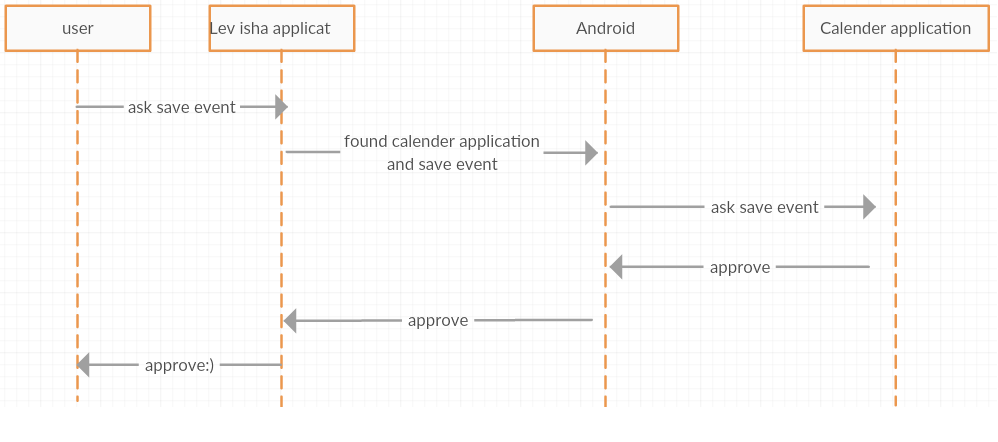 user
Lev isha applicat
Android
Calender application
ask save event
found calender application
and save event
ask save event
approve
approve
approve:)